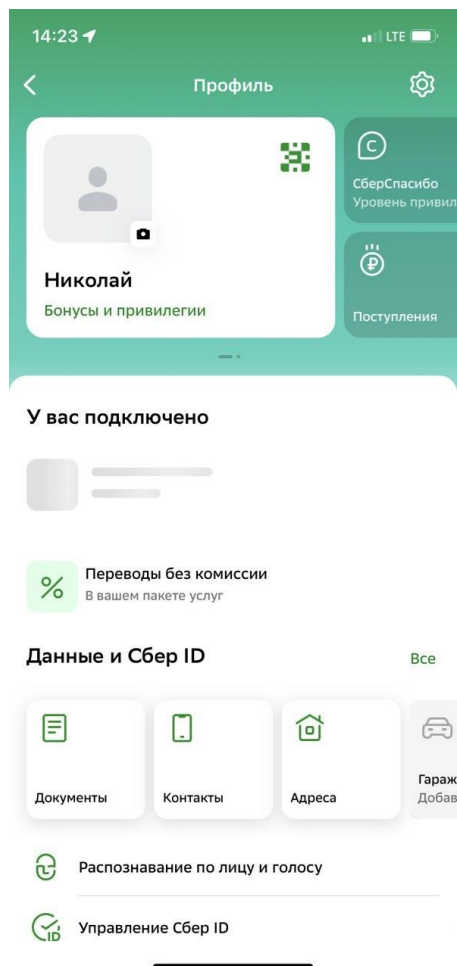 14:23
LTE
Профиль
СберСпасибо
Уровень привил
Николай
Бонусы и привилегии
Поступления
У вас подключено
Переводы без комиссии
В вашем пакете услуг
Данные и Сбер ID
Все
Документы
Контакты
Адреса
Гараж
Добав
Распознавание по лицу и голосу
Управление Сбер ID